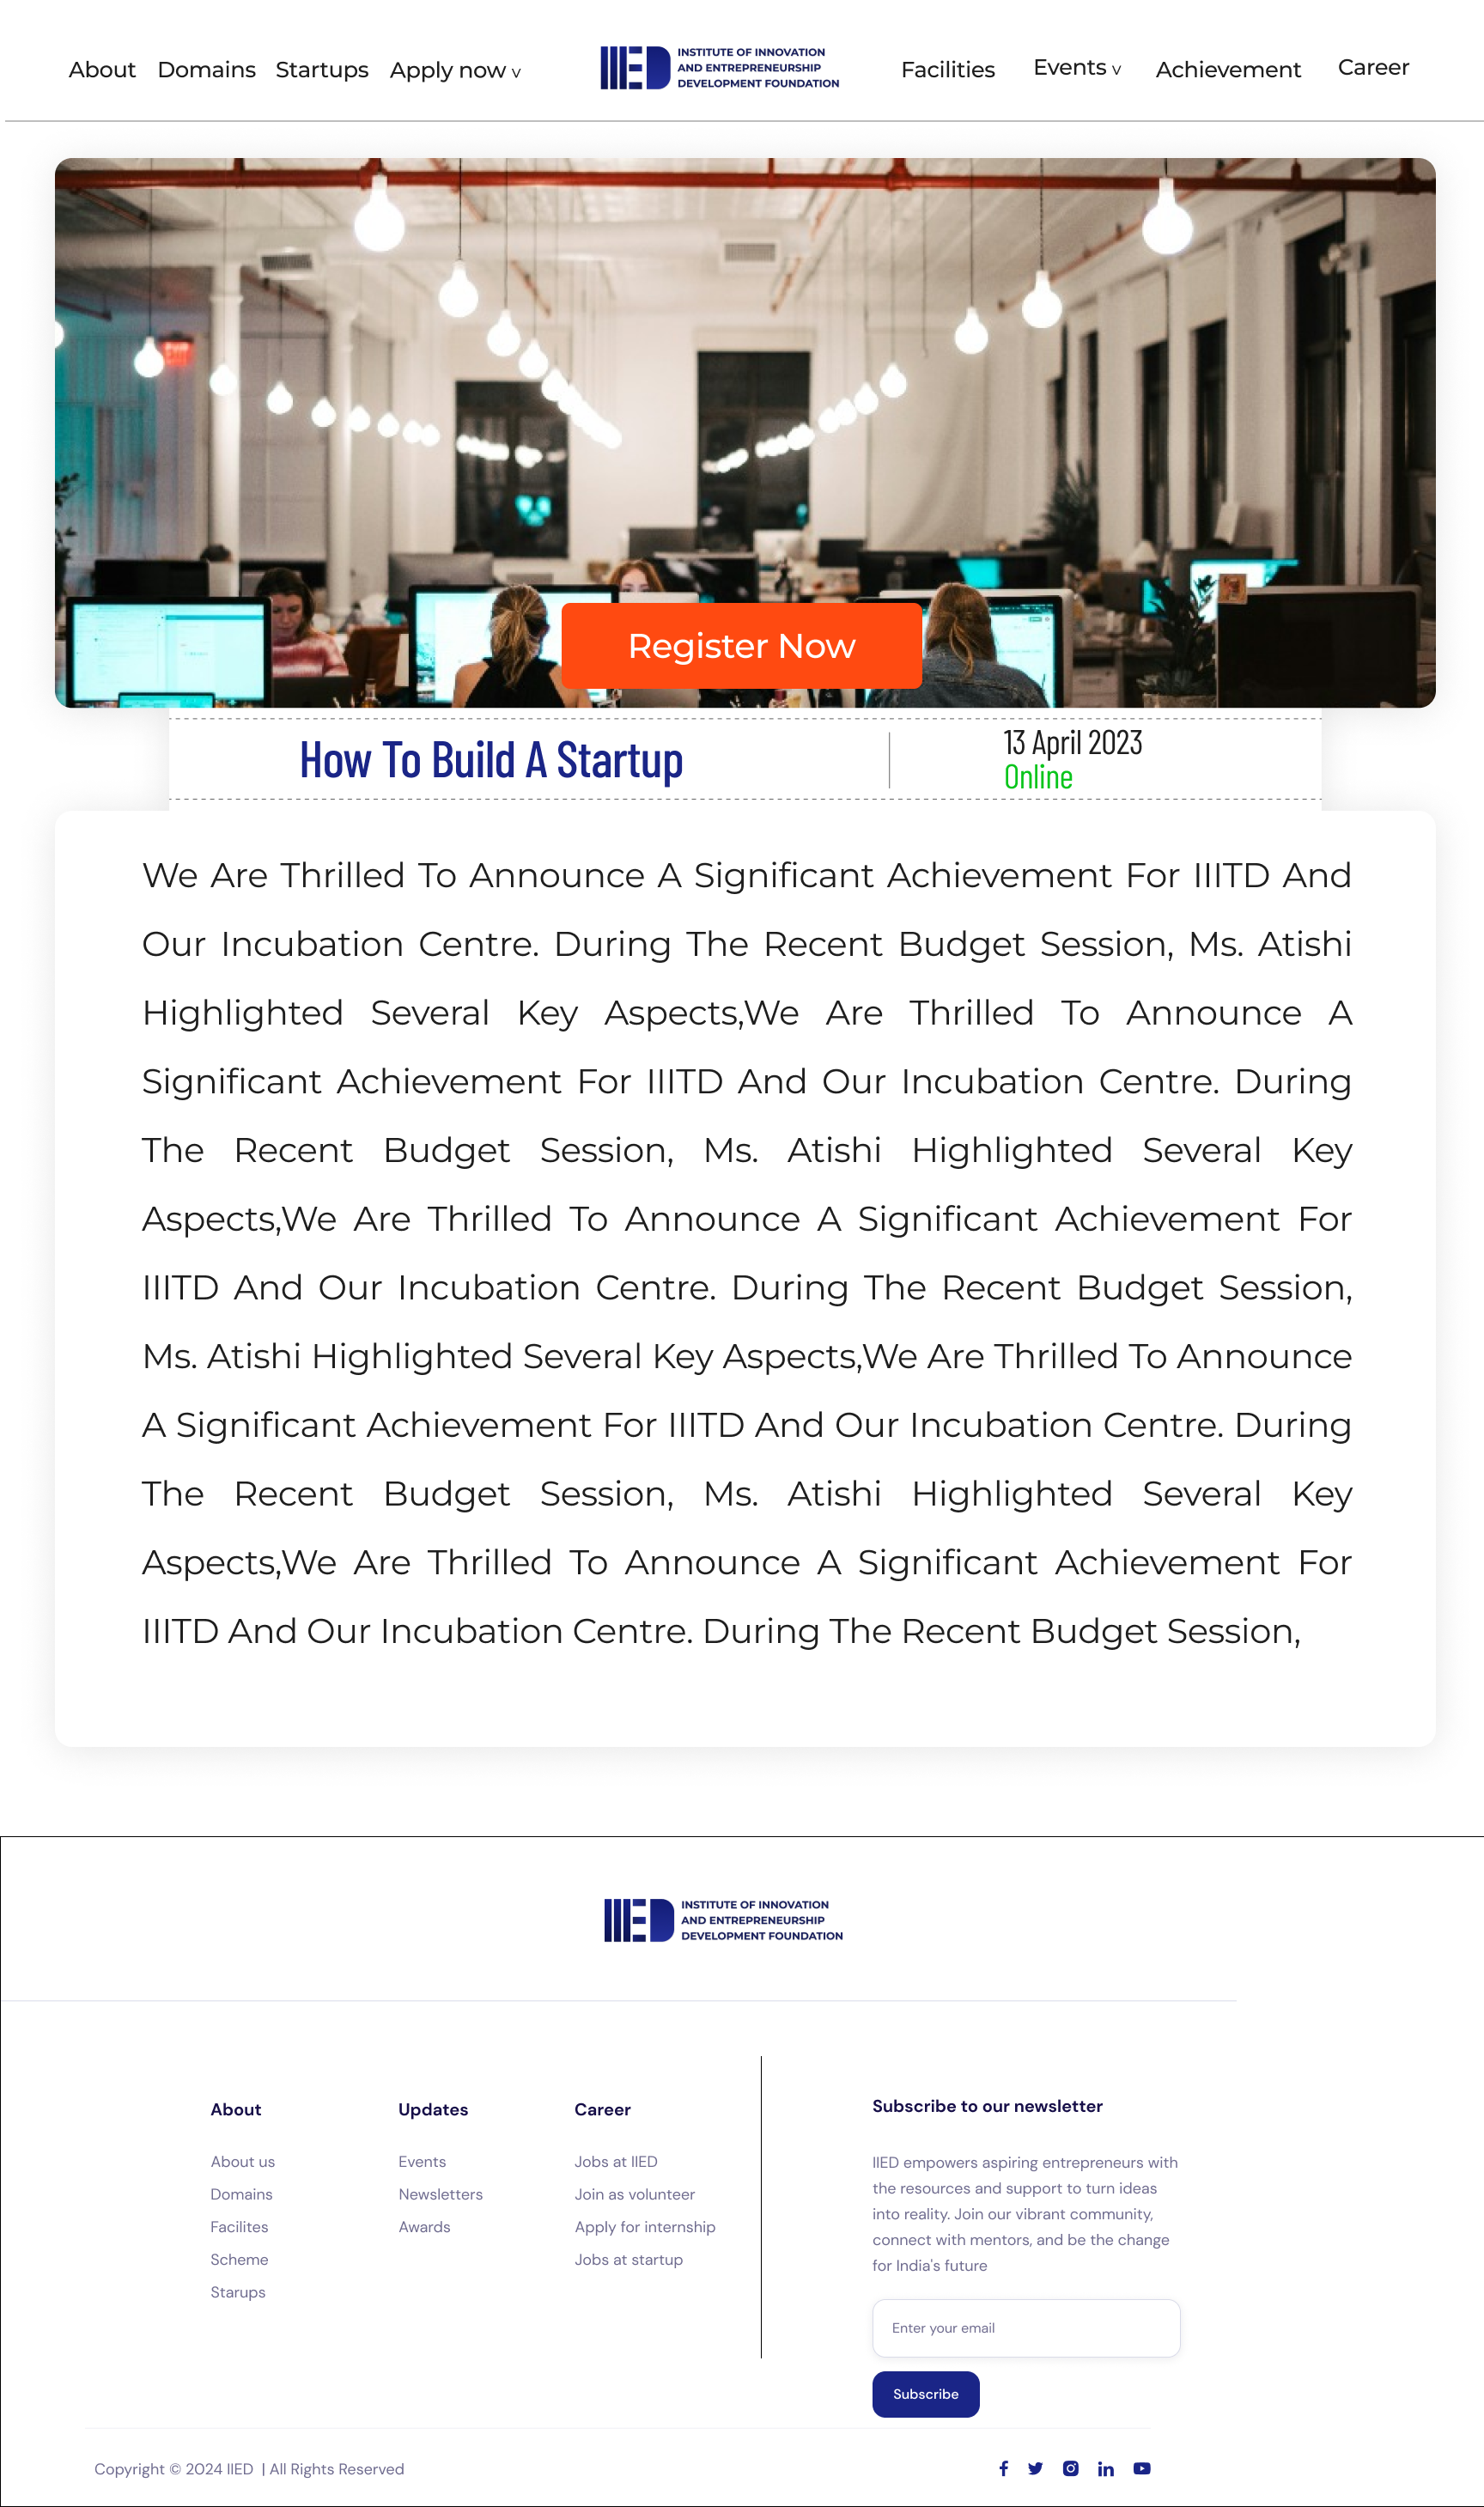 About Domains Startups Apply now v
INSTITUTE OF INNOVATION
AND ENTREPRENEURSHIP
DEVELOPMENT FOUNDATION
Facilities Events v Achievement Career
Register Now
How To Build A Startup
13 April 2023
Online
We Are Thrilled To Announce A Significant Achievement For IIITD And
Our Incubation Centre. During The Recent Budget Session, Ms. Atishi
Highlighted Several Key Aspects,We Are Thrilled To Announce A
Significant Achievement For IIITD And Our Incubation Centre. During
The Recent Budget Session, Ms. Atishi Highlighted Several Key
Aspects,We Are Thrilled To Announce A Significant Achievement For
IIITD And Our Incubation Centre. During The Recent Budget Session,
Ms. Atishi Highlighted Several Key Aspects,We Are Thrilled To Announce
A Significant Achievement For IIITD And Our Incubation Centre. During
The Recent Budget Session, Ms. Atishi Highlighted Several Key
Aspects,We Are Thrilled To Announce A Significant Achievement For
IIITD And Our Incubation Centre. During The Recent Budget Session,
IIED
INSTITUTE OF INNOVATION
AND ENTREPRENEURSHIP
DEVELOPMENT FOUNDATION
About
About us
Domains
Facilites
Scheme
Starups
Updates
Events
Newsletters
Awards
Career
Jobs at IIED
Join as volunteer
Apply for internship
Jobs at startup
Subscribe to our newsletter
IIED empowers aspiring entrepreneurs with
the resources and support to turn ideas
into reality. Join our vibrant community,
connect with mentors, and be the change
for India's future
Enter your email
Subscribe
Copyright © 2024 IIED | All Rights Reserved